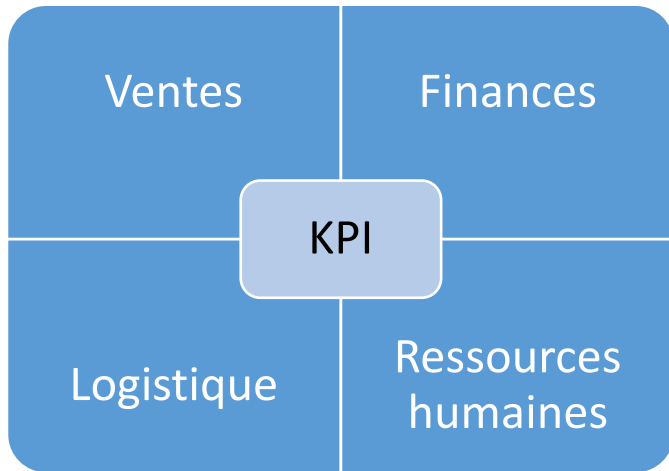 Ventes
Finances
KPI
Logistique
Ressources
humaines